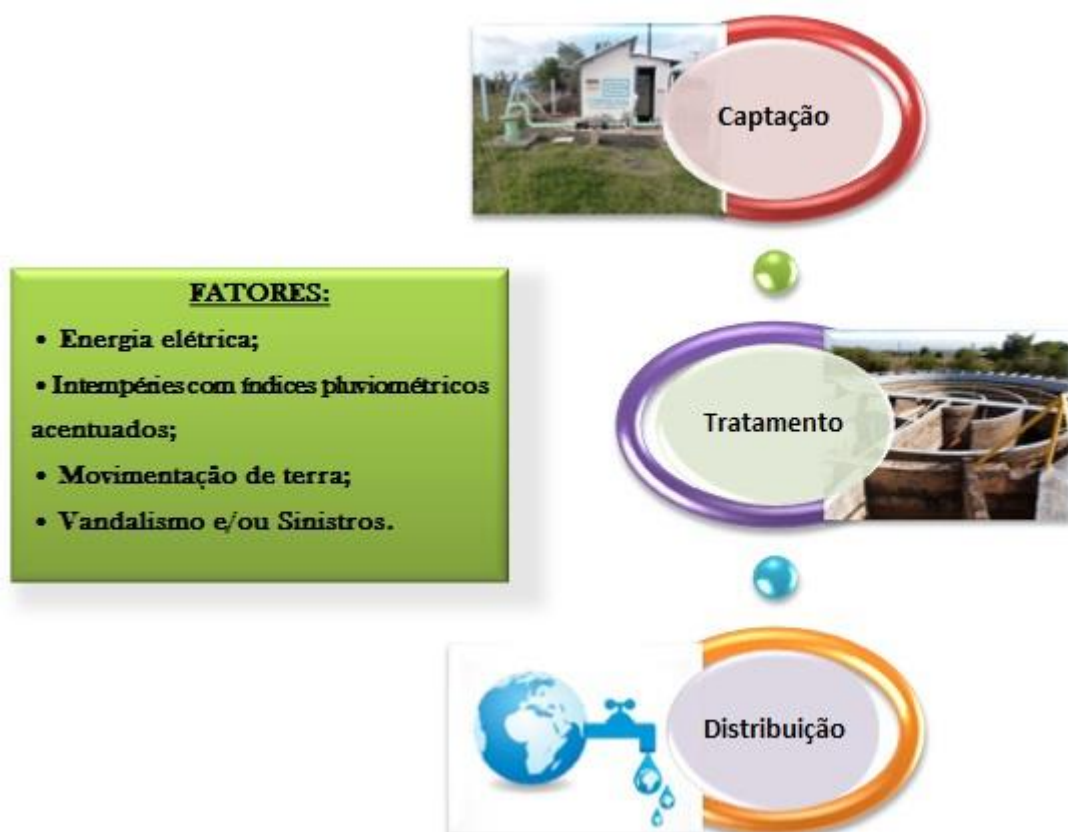 Captação
FATORES:
• Energia elétrica;
• Intempéries com índices pluviométricos
acentuados;
• Movimentação de terra;
• Vandalismo e/ou Sinistros.
Tratamento
Distribuição